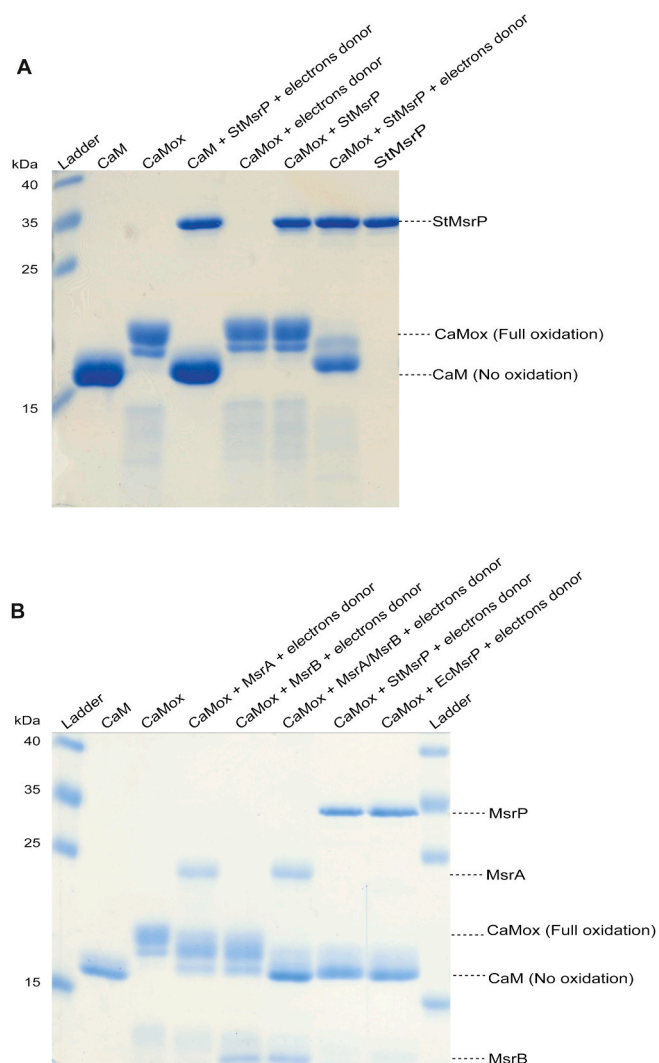 A
kDa
Ladder
CaM
CaMox
CaM + StMsrP + electrons donor
CaMox + electrons donor
CaMox + StMsrP
CaMox + StMsrP + electrons donor
StMsrP
40
35
25
15
StMsrP
CaMox (Full oxidation)
CaM (No oxidation)
B
kDa
Ladder
CaM
CaMox
CaMox + MsrA + electrons donor
CaMox + MsrB + electrons donor
CaMox + MsrA/MsrB + electrons donor
CaMox + StMsrP + electrons donor
CaMox + EcMsrP + electrons donor
Ladder
40
35
25
15
MsrP
MsrA
CaMox (Full oxidation)
CaM (No oxidation)
MsrB